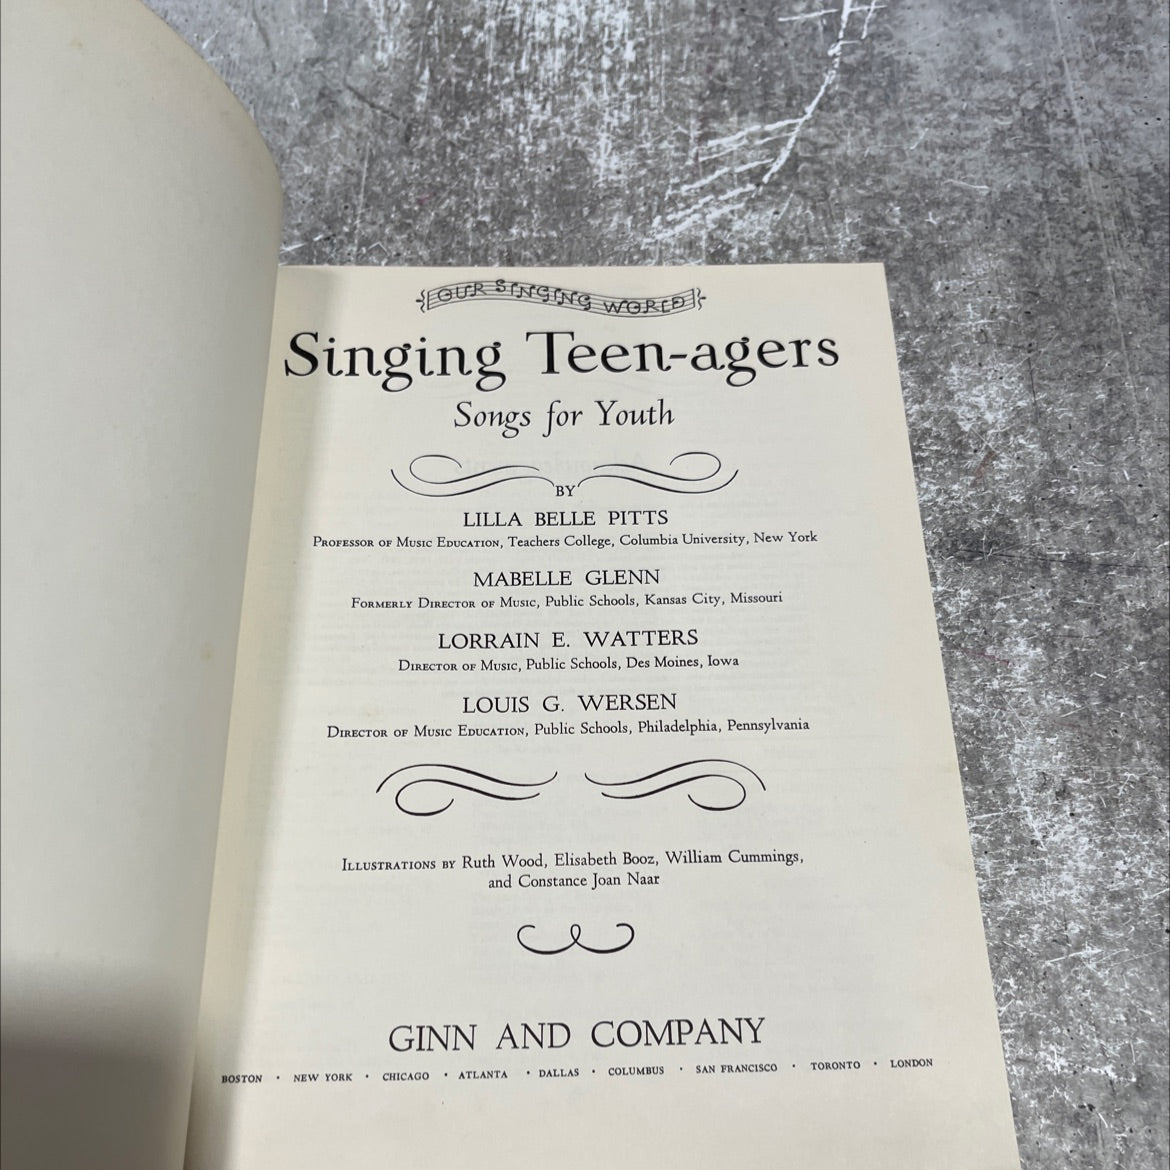 OUR SINGING WORLD
Singing Teen-agers
Songs for Youth
BY
LILLA BELLE PITTS
Professor of Music Education, Teachers College, Columbia University, New York
MABELLE GLENN
Formerly Director of Music, Public Schools, Kansas City, Missouri
LORRAIN E. WATTERS
Director of Music, Public Schools, Des Moines, Iowa
LOUIS G. WERSEN
Director of Music Education, Public Schools, Philadelphia, Pennsylvania
Illustrations by Ruth Wood, Elisabeth Booz, William Cummings,
and Constance Joan Naar
GINN AND COMPANY
BOSTON · NEW YORK · CHICAGO · ATLANTA · DALLAS · COLUMBUS · SAN FRANCISCO · TORONTO · LONDON